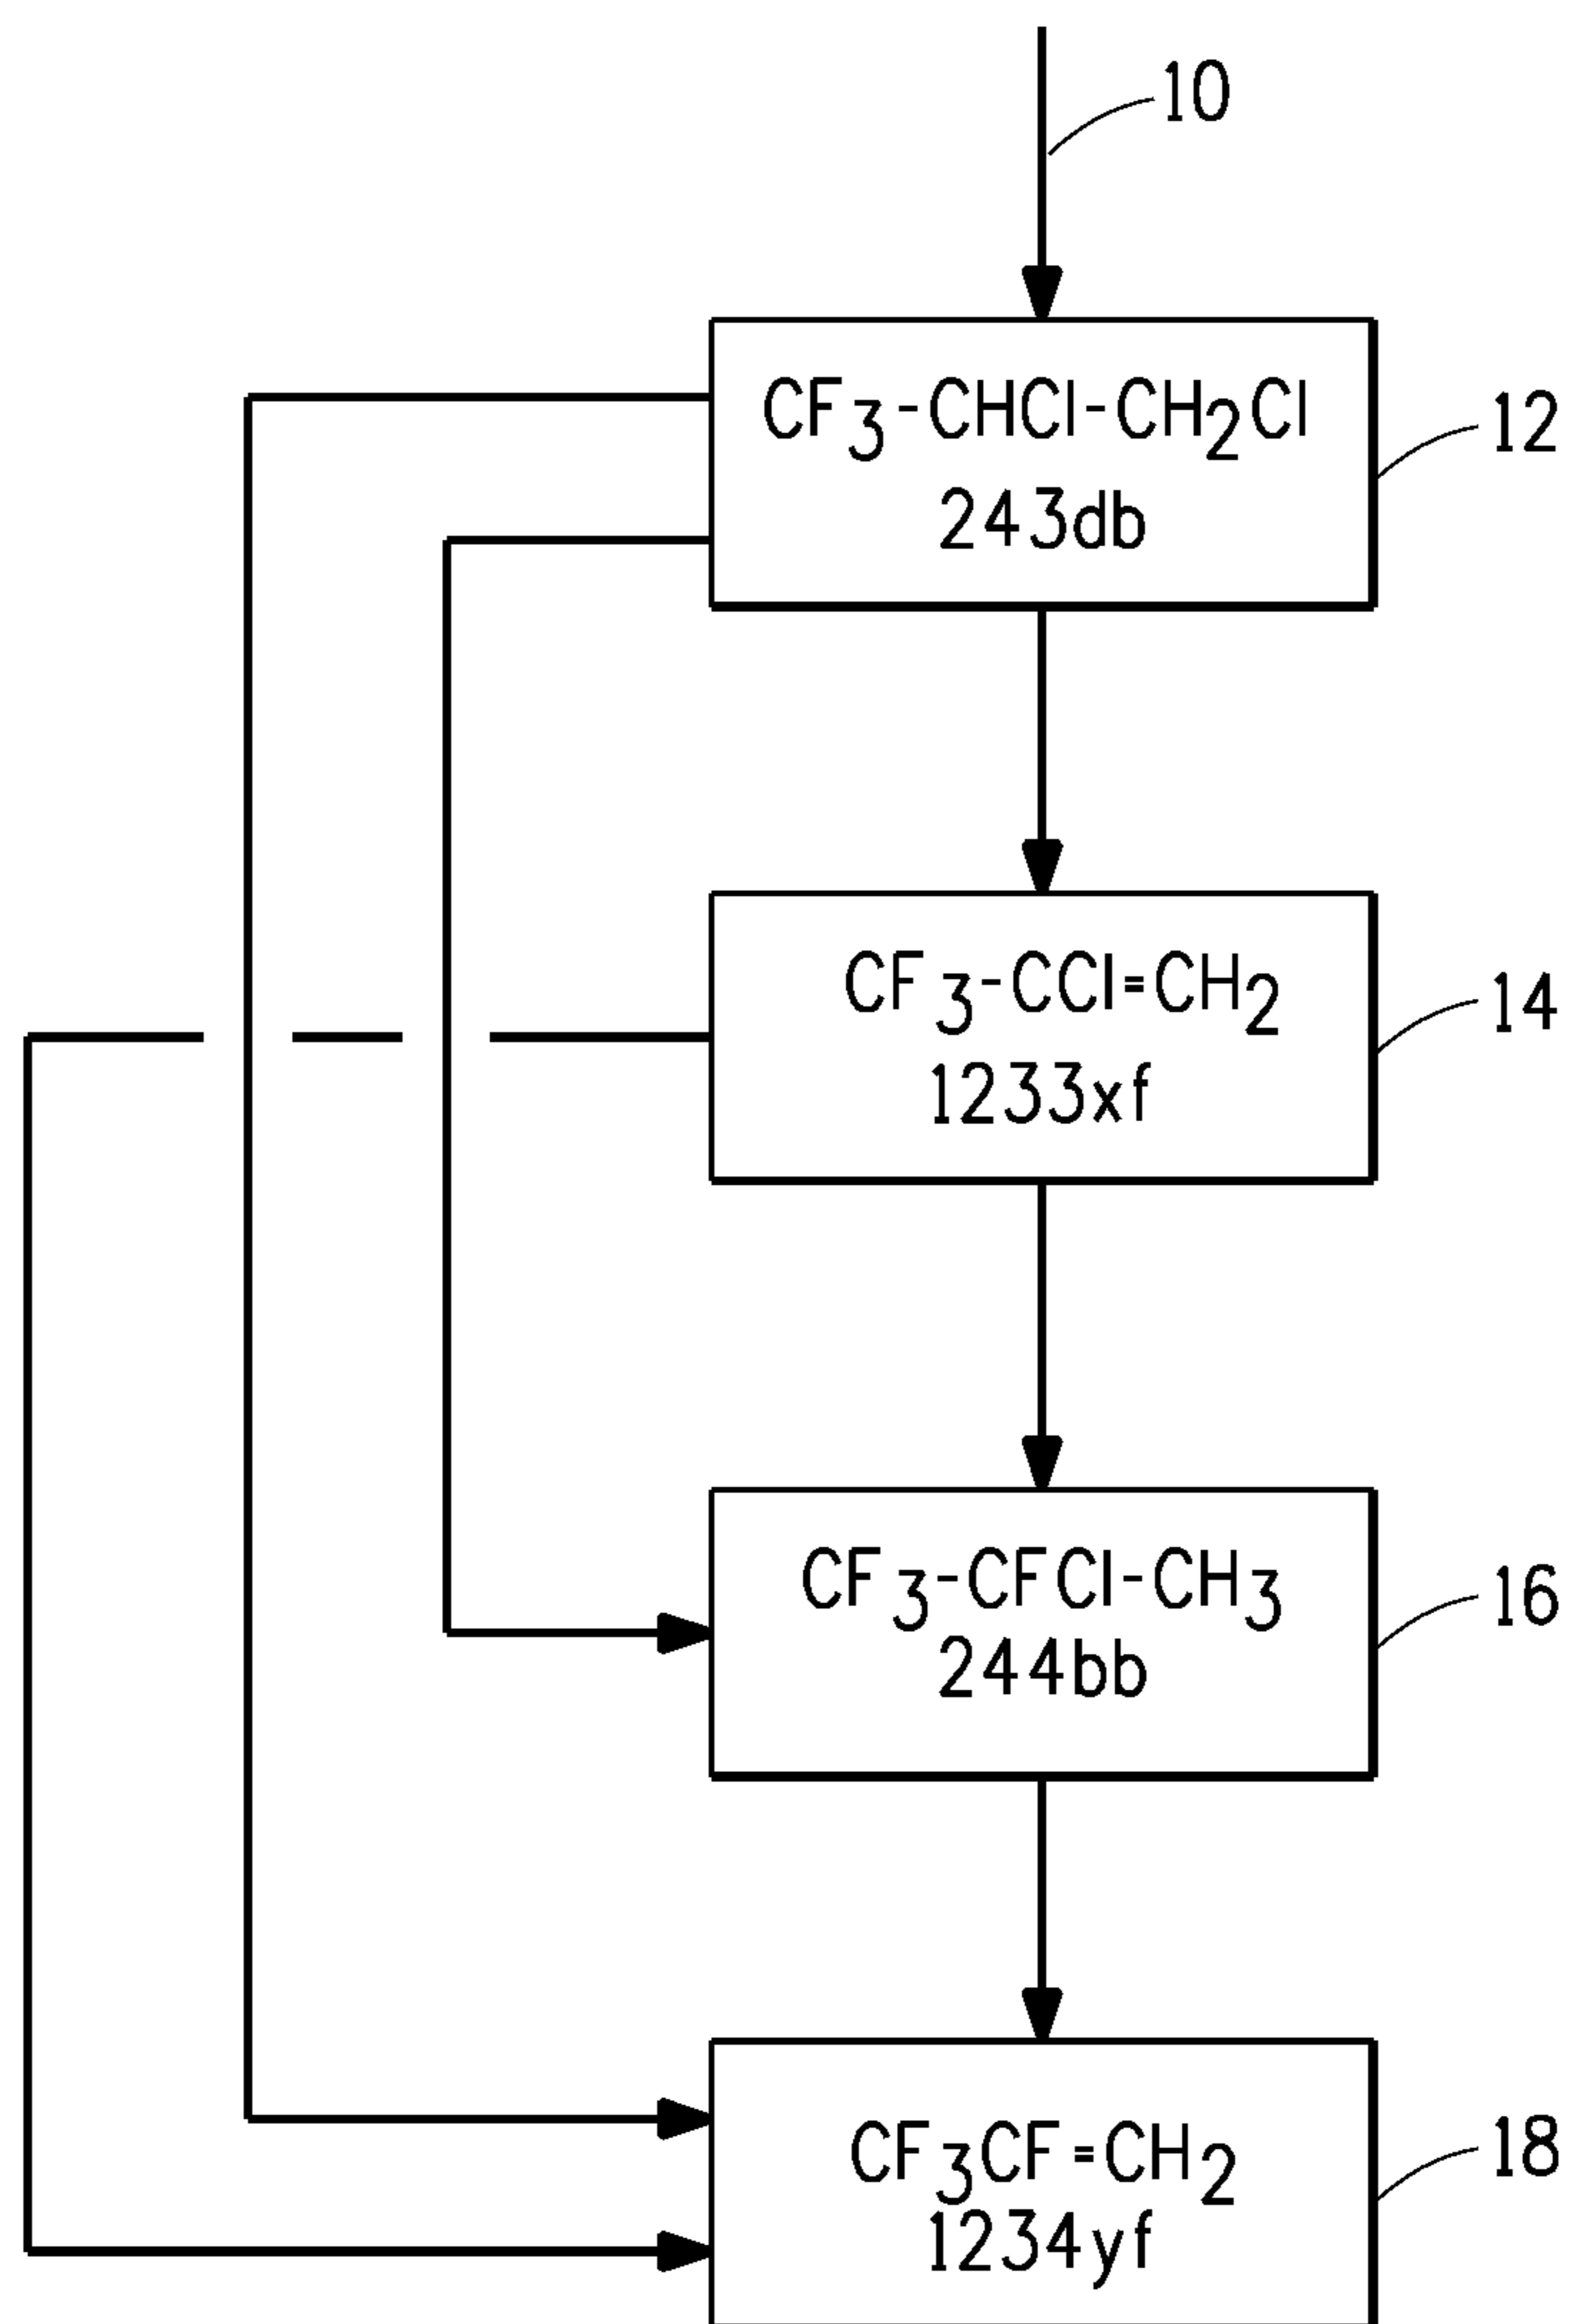 10
CF3-CHCl-CH2Cl
243db
12
CF3-CCl=CH2
1233xf
14
CF3-CFCl-CH3
244bb
16
CF3CF=CH2
1234yf
18